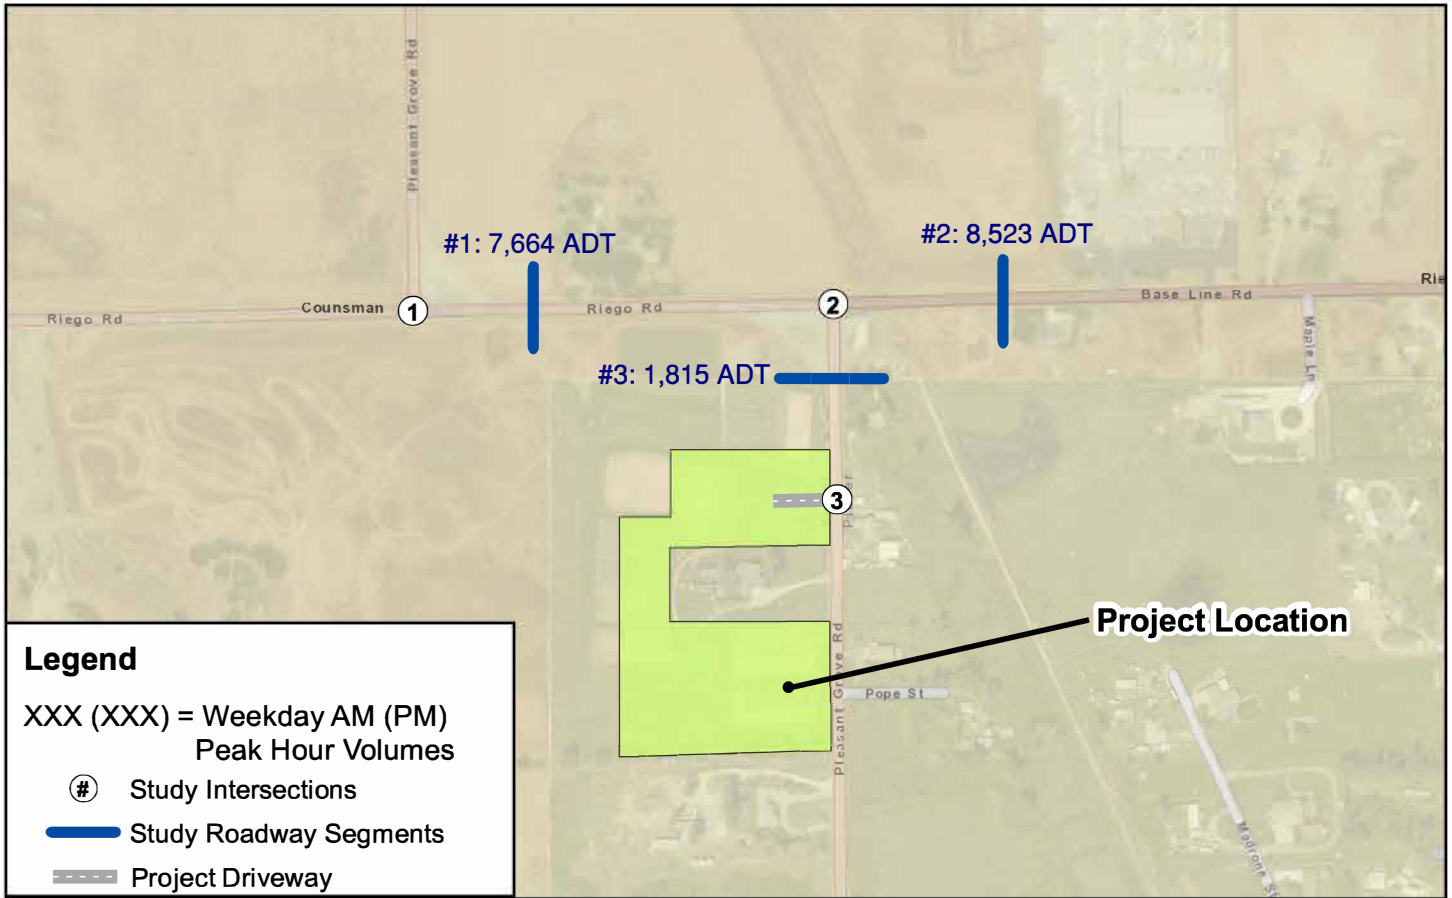 Pleasant Grove Rd
#1: 7,664 ADT
#2: 8,523 ADT
Riego Rd
Counsman
1
Riego Rd
2
Base Line Rd
Maple Ln
#3: 1,815 ADT
3
Project Location
Pope St
Pleasant Grove Rd
Madrone St
Legend
XXX (XXX) = Weekday AM (PM)
Peak Hour Volumes
# Study Intersections
Study Roadway Segments
Project Driveway